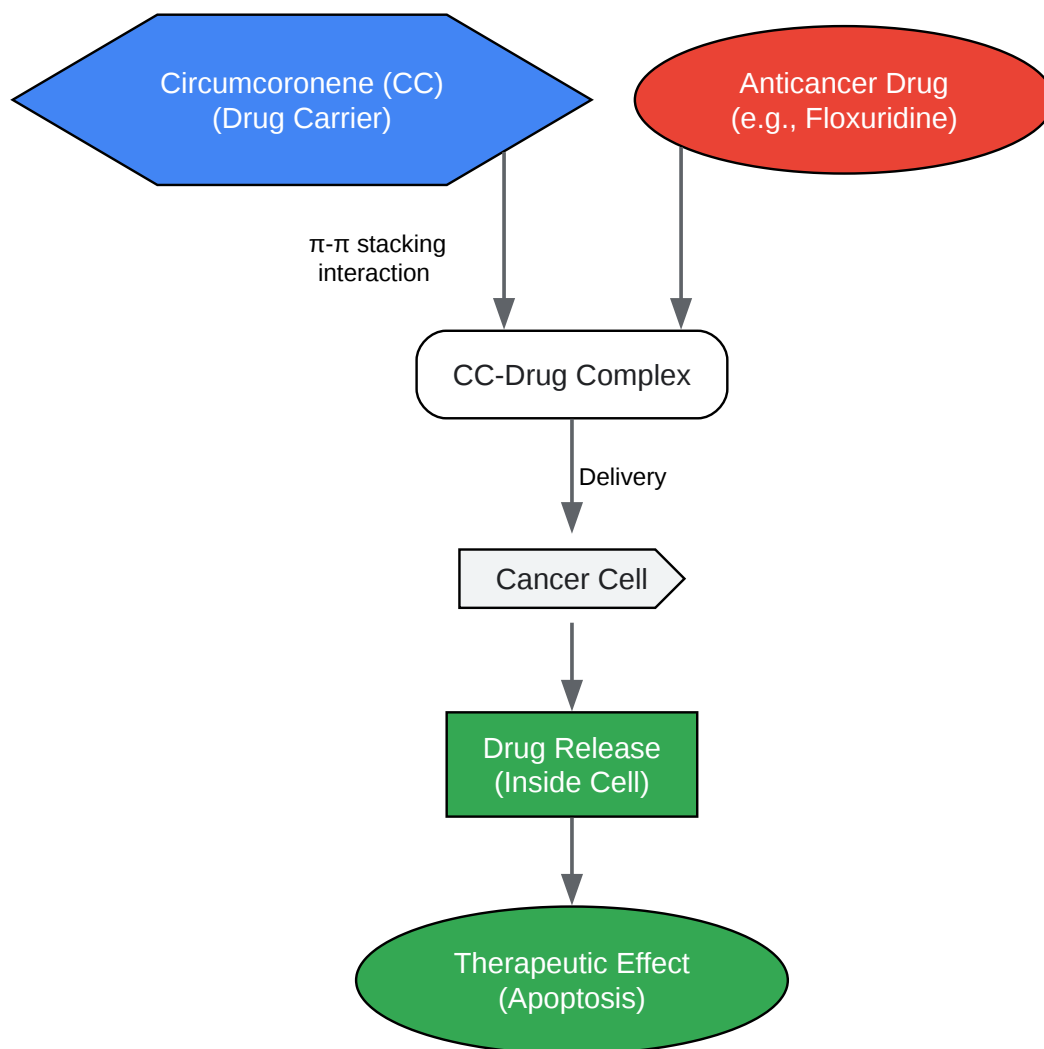 Circumcoronene (CC)
(Drug Carrier)
Anticancer Drug
(e.g., Floxuridine)
π-π stacking
interaction
CC-Drug Complex
Delivery
Cancer Cell
Drug Release
(Inside Cell)
Therapeutic Effect
(Apoptosis)